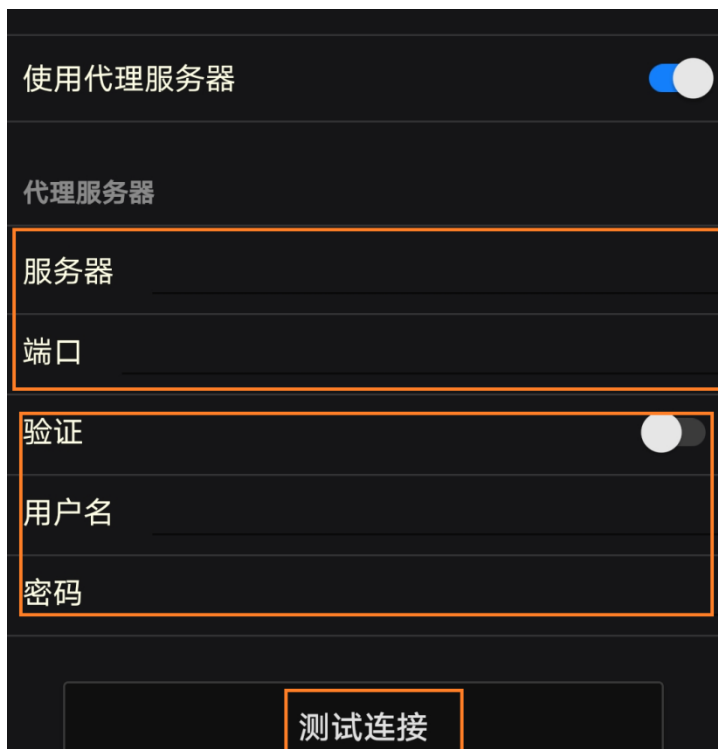 使用代理服务器
代理服务器
服务器
端口
验证
用户名
密码
测试连接